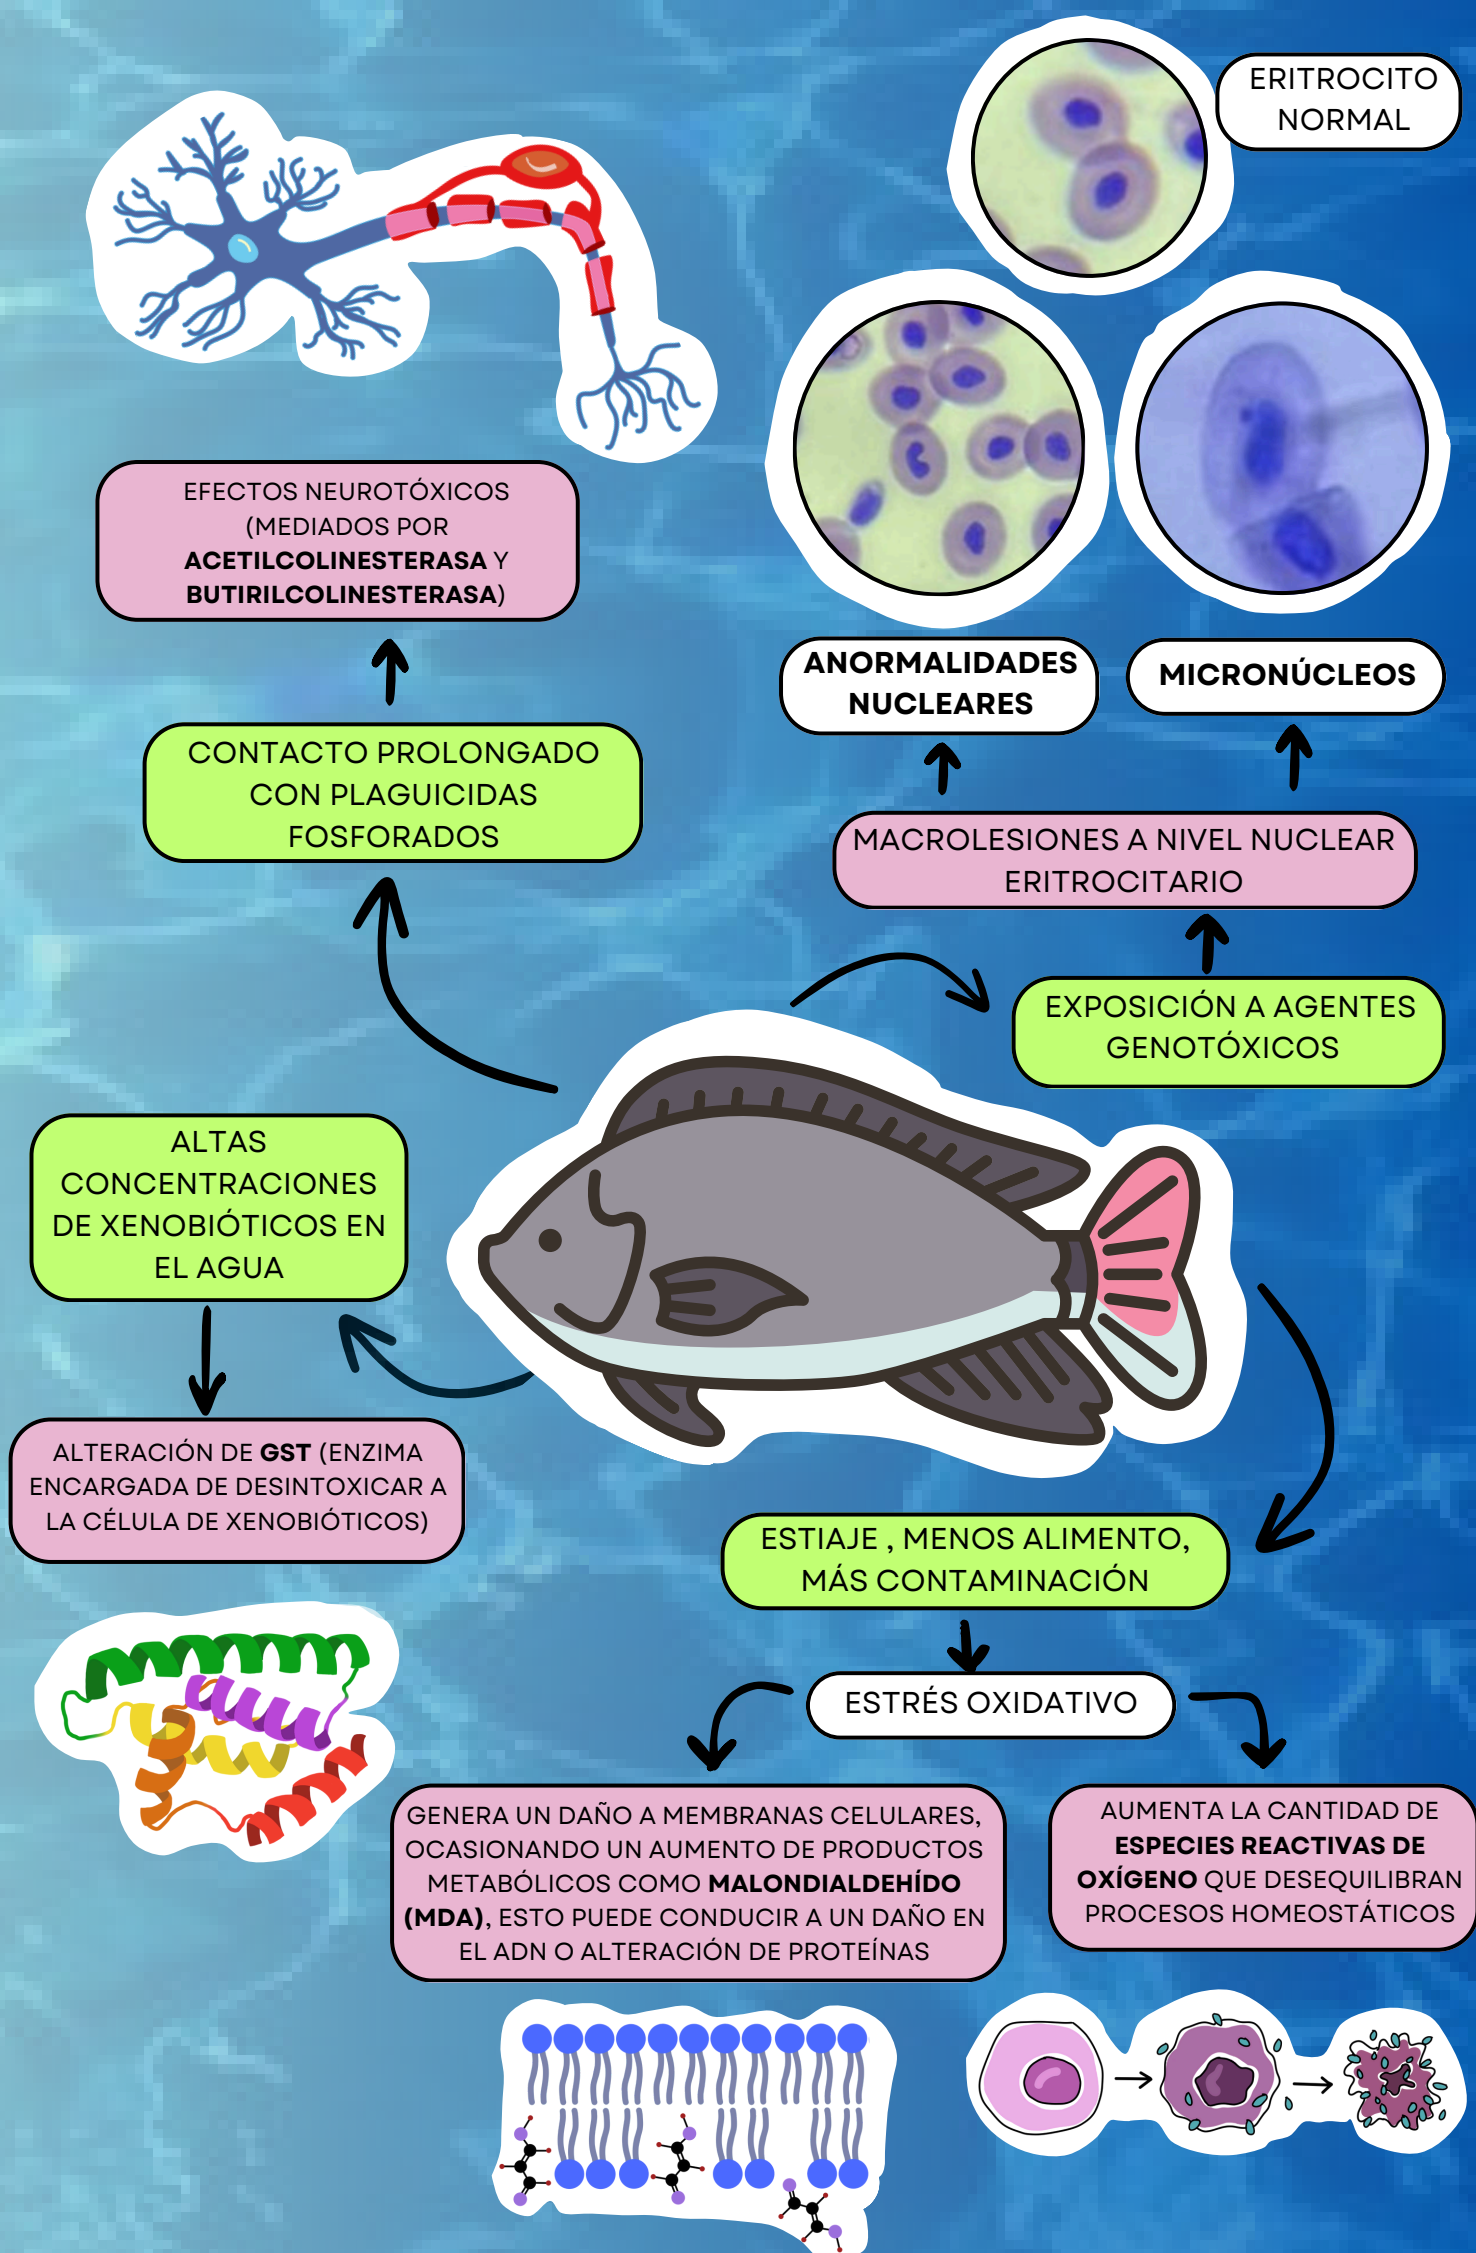 ERITROCITO
NORMAL
EFECTOS NEUROTÓXICOS
(MEDIADOS POR
ACETILCOLINESTERASA Y
BUTIRILCOLINESTERASA)
ANORMALIDADES
NUCLEARES
MICRONÚCLEOS
CONTACTO PROLONGADO
CON PLAGUICIDAS
FOSFORADOS
MACROLESIONES A NIVEL NUCLEAR
ERITROCITARIO
EXPOSICIÓN A AGENTES
GENOTÓXICOS
ALTAS
CONCENTRACIONES
DE XENOBIÓTICOS EN
EL AGUA
ALTERACIÓN DE GST (ENZIMA
ENCARGADA DE DESINTOXICAR A
LA CÉLULA DE XENOBIÓTICOS)
ESTIAJE , MENOS ALIMENTO,
MÁS CONTAMINACIÓN
ESTRÉS OXIDATIVO
GENERA UN DAÑO A MEMBRANAS CELULARES,
OCASIONANDO UN AUMENTO DE PRODUCTOS
METABÓLICOS COMO MALONDIALDEHÍDO
(MDA), ESTO PUEDE CONDUCIR A UN DAÑO EN
EL ADN O ALTERACIÓN DE PROTEÍNAS
AUMENTA LA CANTIDAD DE
ESPECIES REACTIVAS DE
OXÍGENO QUE DESEQUILIBRAN
PROCESOS HOMEOSTÁTICOS